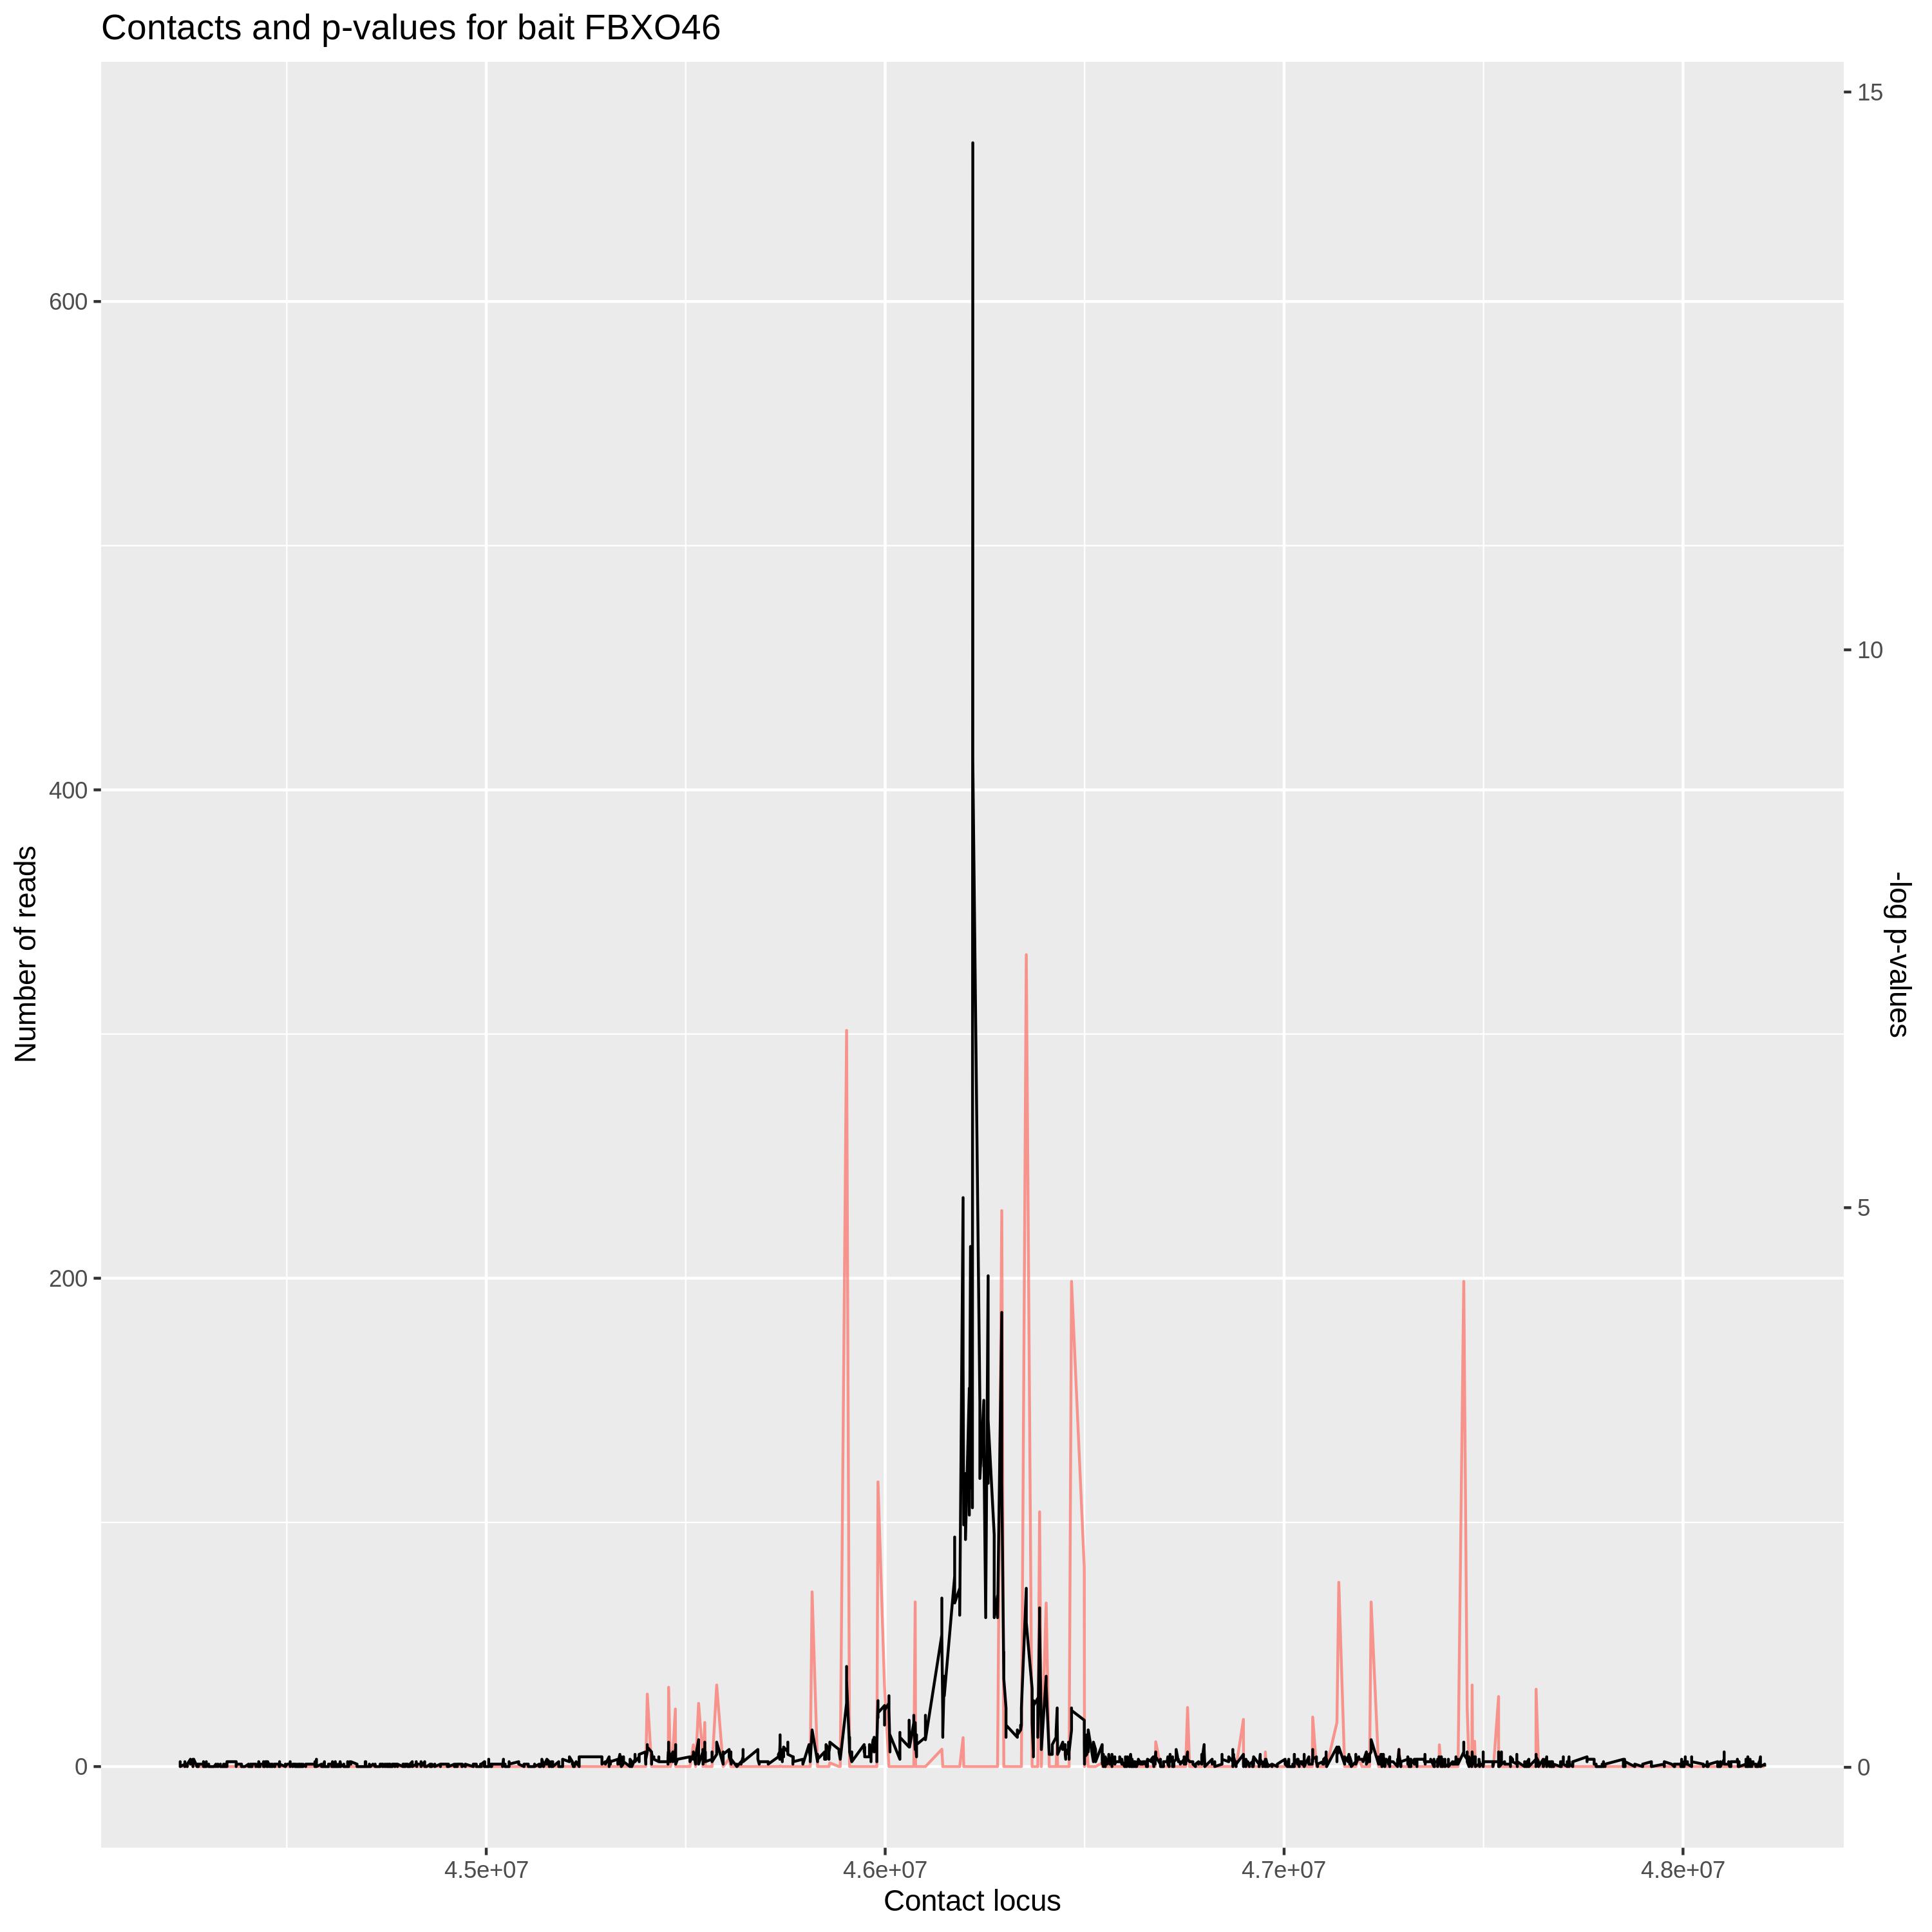 Contacts and p-values for bait FBXO46
15
600
10
400
Number of reads
-log p-values
5
200
0
0
4.5e+07
4.6e+07
4.7e+07
4.8e+07
Contact locus